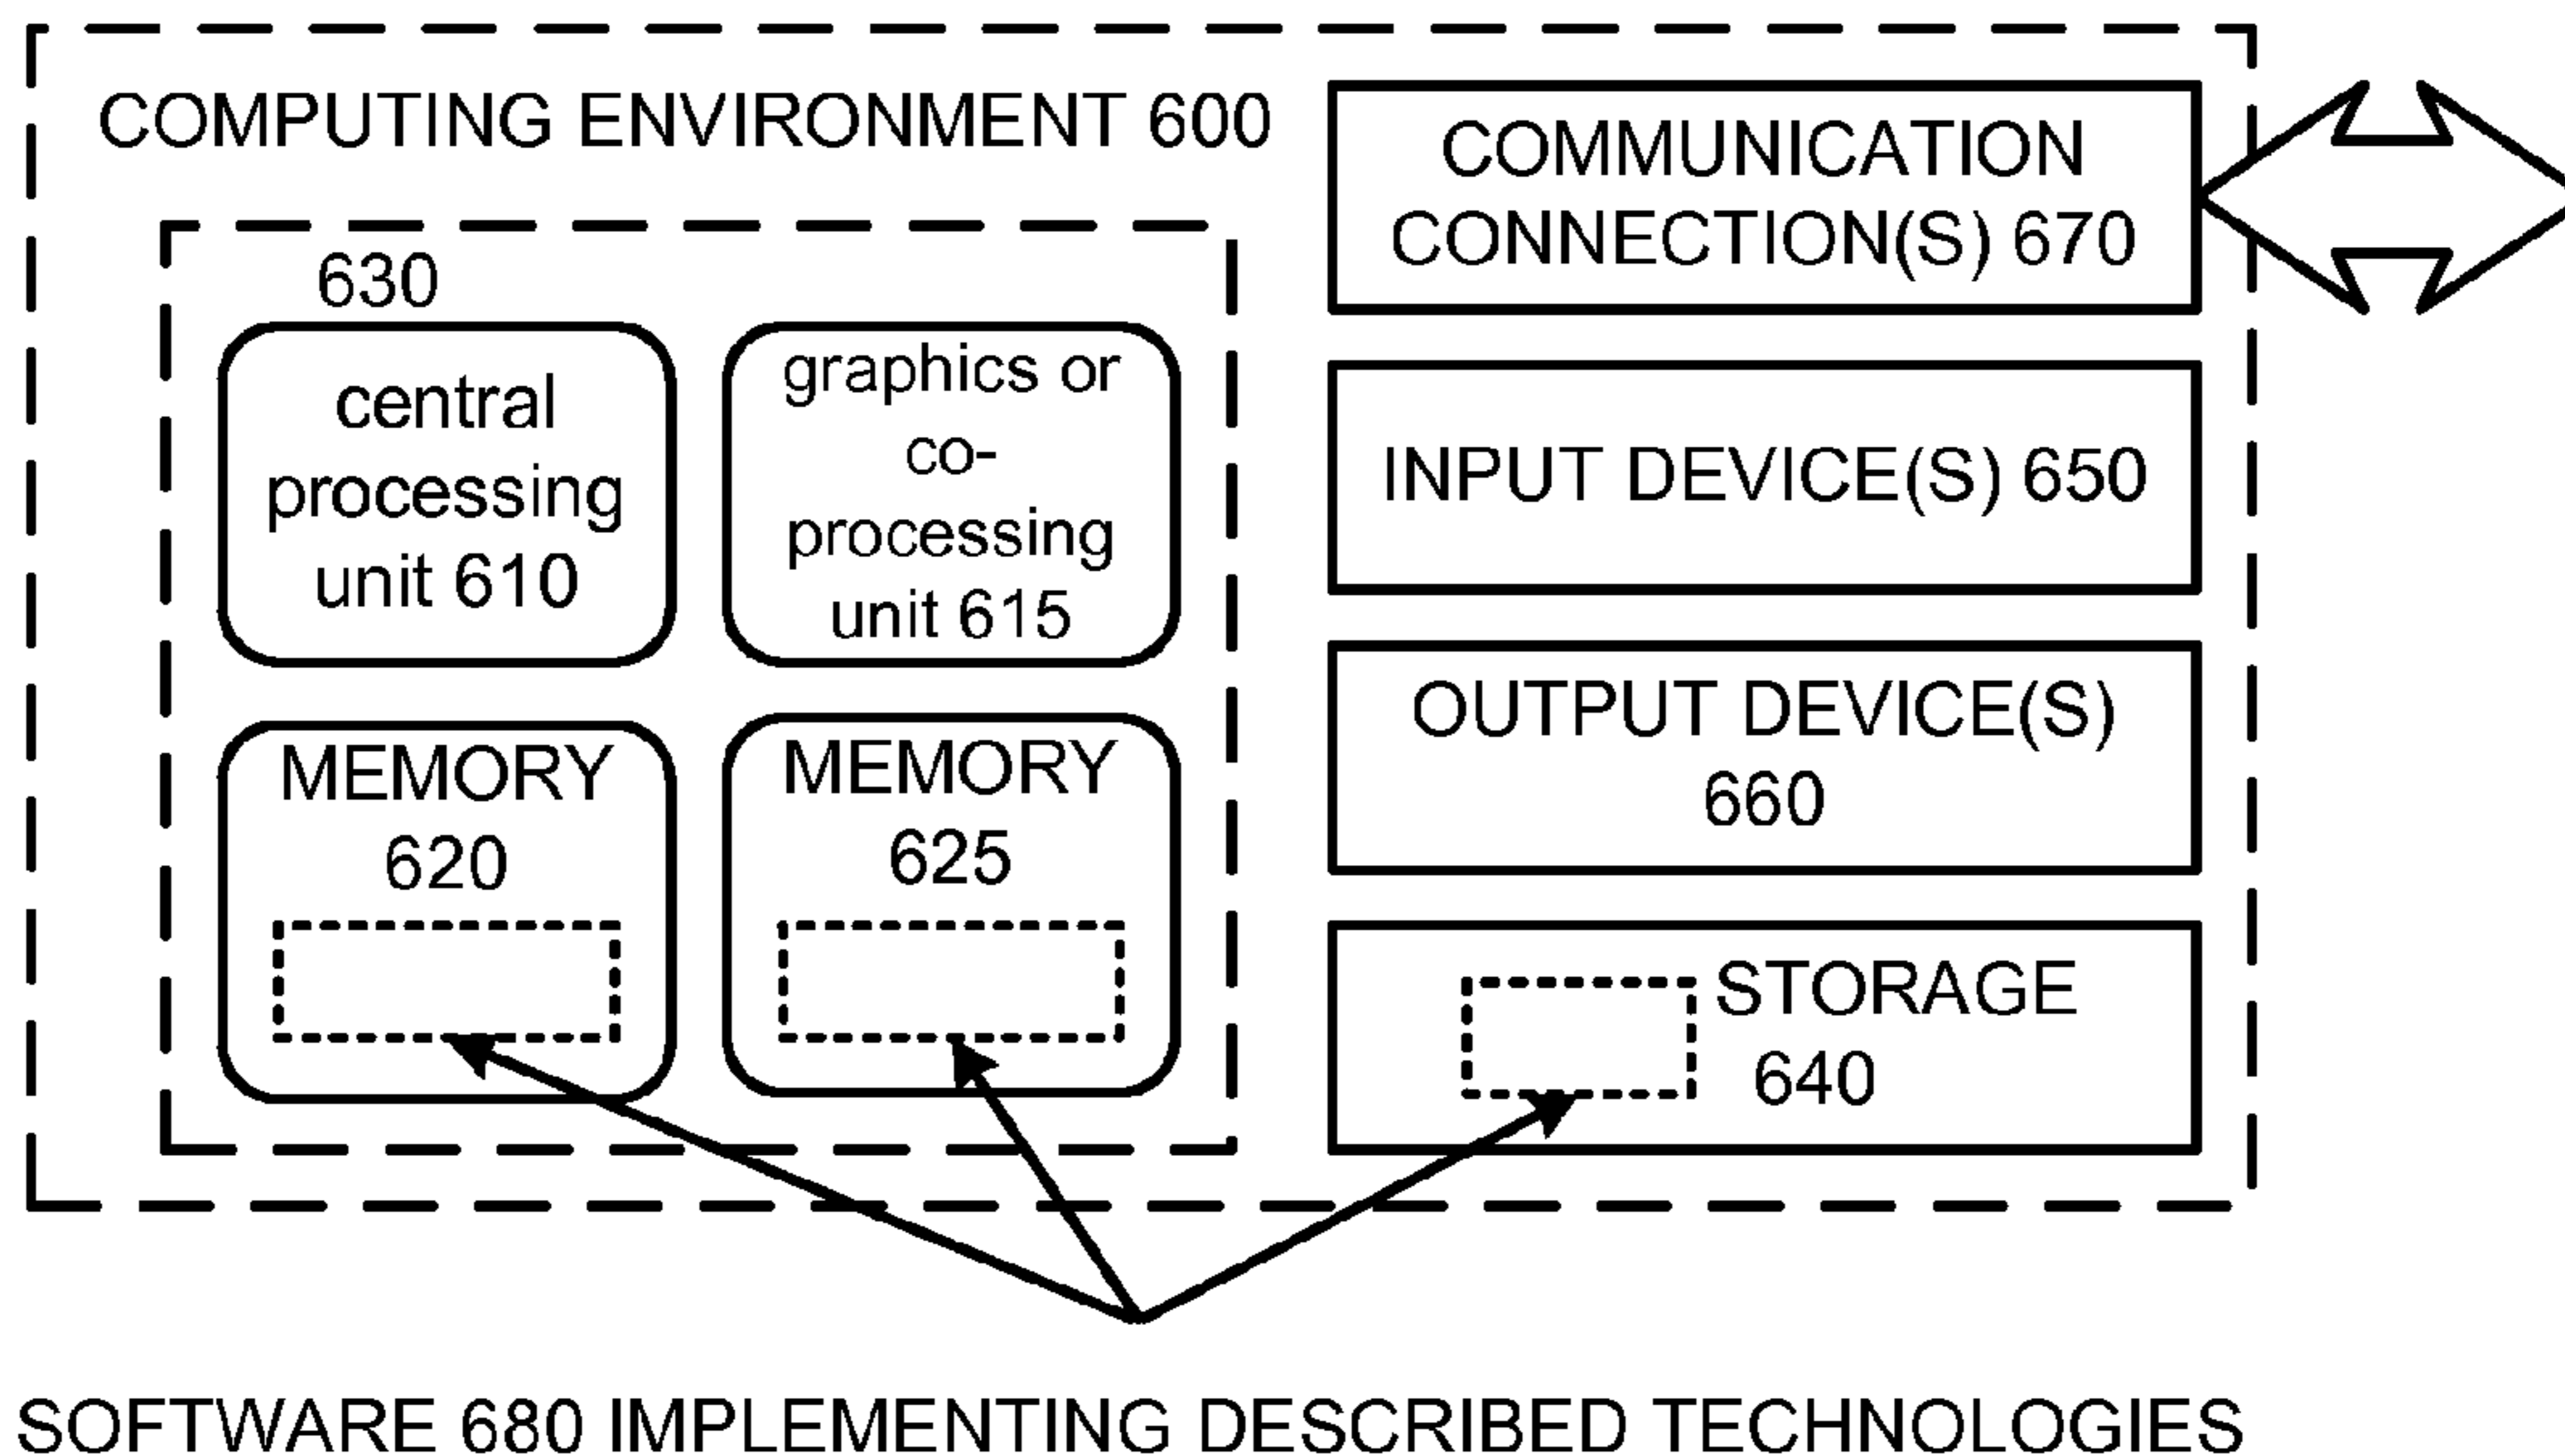 COMPUTING ENVIRONMENT 600
630
central
processing
unit 610
graphics or
co-
processing
unit 615
MEMORY
620
MEMORY
625
COMMUNICATION
CONNECTION(S) 670
INPUT DEVICE(S) 650
OUTPUT DEVICE(S)
660
STORAGE
640
SOFTWARE 680 IMPLEMENTING DESCRIBED TECHNOLOGIES